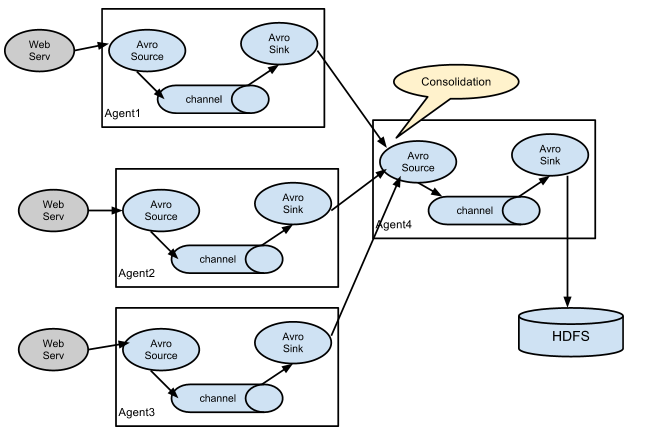 Web
Serv
Avro
Source
Avro
Sink
channel
Agent1
Consolidation
Avro
Source
Avro
Sink
channel
Agent4
Web
Serv
Avro
Source
Avro
Sink
channel
Agent2
HDFS
Web
Serv
Avro
Source
Avro
Sink
channel
Agent3